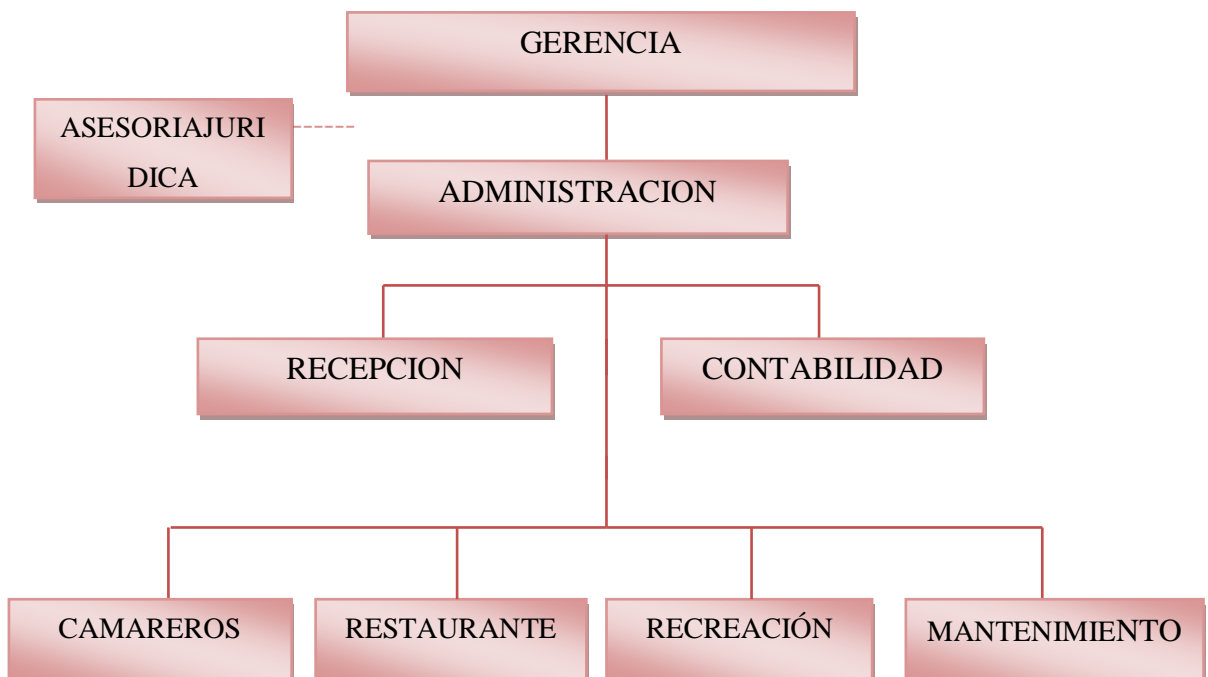 GERENCIA
ASESORIAJURI
DICA
ADMINISTRACION
RECEPCION
CONTABILIDAD
CAMAREROS
RESTAURANTE
RECREACIÓN
MANTENIMIENTO